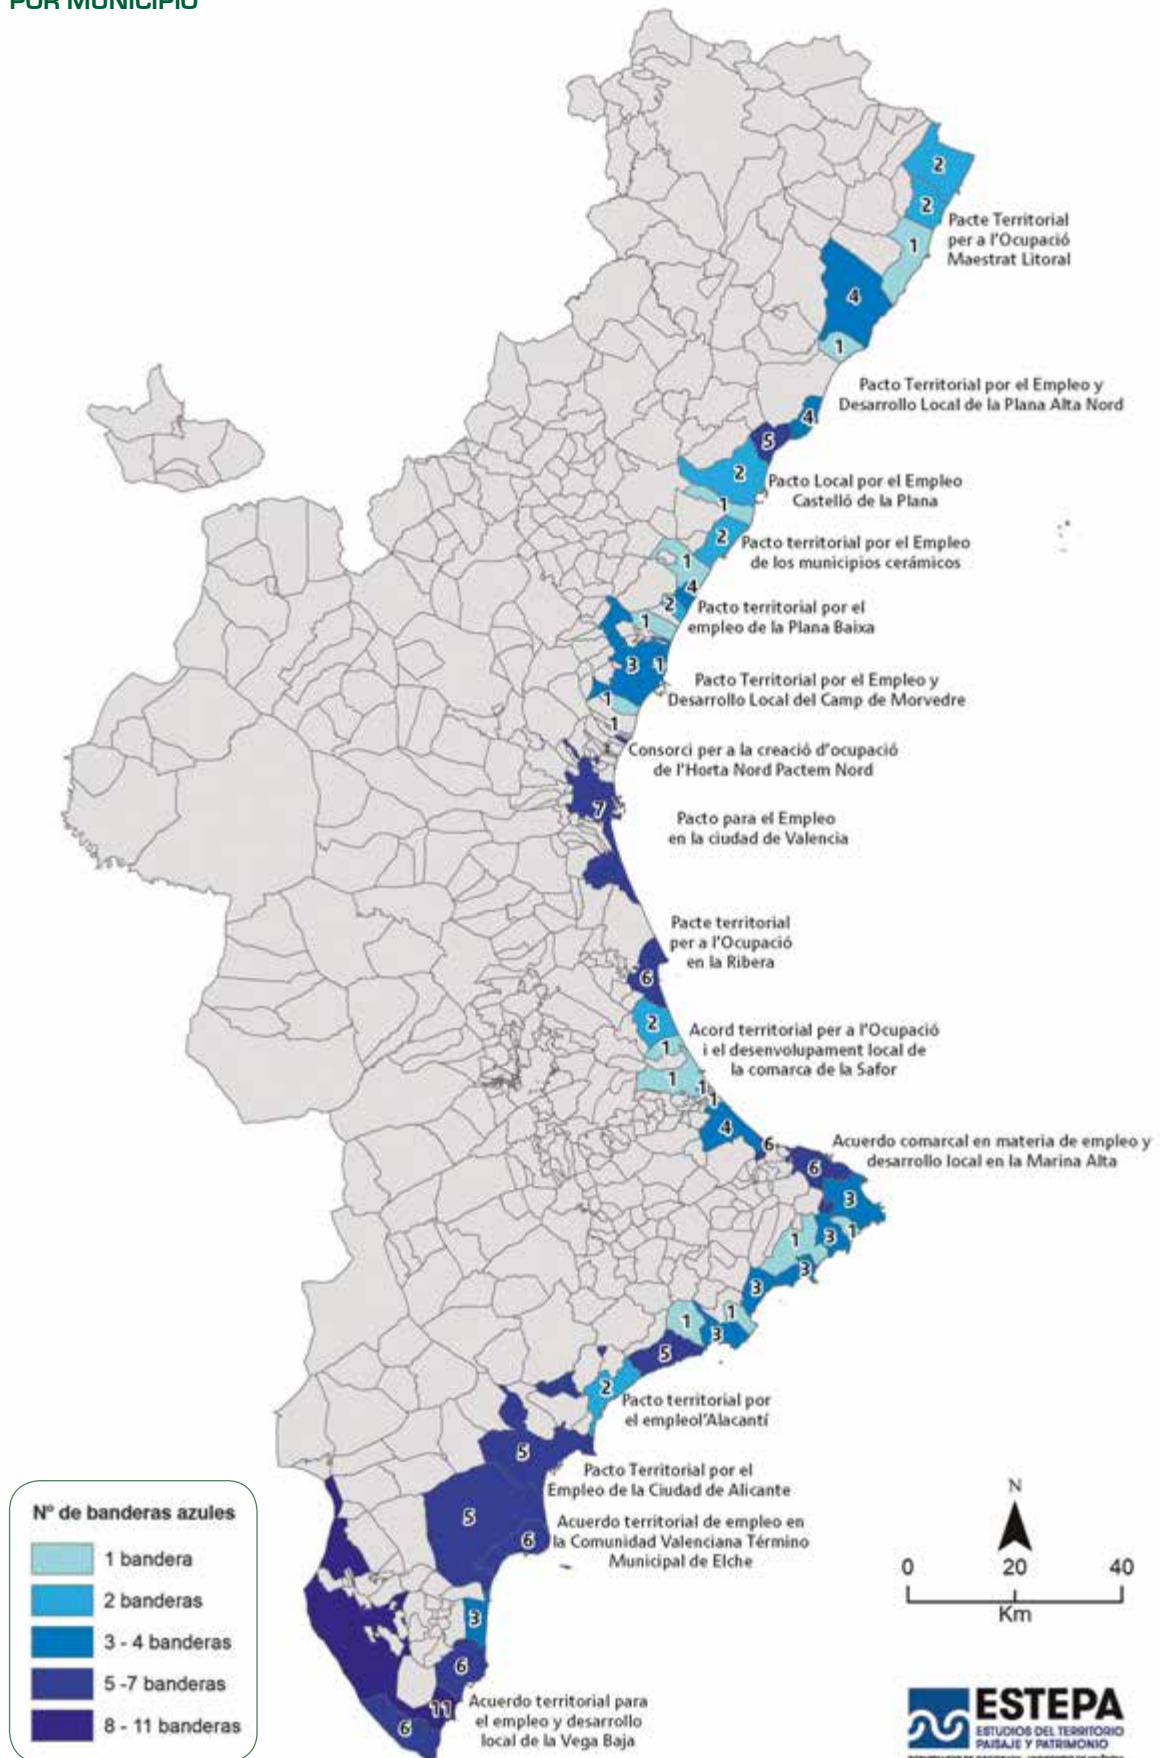 POR MUNICIPIO
2
2
Pacte Territorial
per a l'Ocupació
Maestrat Litoral
1
4
1
Pacto Territorial por el Empleo y
Desarrollo Local de la Plana Alta Nord
4
5
2
Pacto Local por el Empleo
Castelló de la Plana
1
2
Pacto territorial por el Empleo
de los municipios cerámicos
1
4
2
Pacto territorial por el
empleo de la Plana Baixa
1
3
1
Pacto Territorial por el Empleo y
Desarrollo Local del Camp de Morvedre
1
1
Consorci per a la creació d'ocupació
de l'Horta Nord Pactem Nord
7
Pacto para el Empleo
en la ciudad de Valencia
Pacte territorial
per a l'Ocupació
en la Ribera
6
2
Acord territorial per a l'Ocupació
i el desenvolupament local de
la comarca de la Safor
1
1
1
1
4
6
Acuerdo comarcal en materia de empleo y
desarrollo local en la Marina Alta
6
3
1
3
1
3
3
1
1
3
5
2
Pacto territorial por
el empleol'Alacantí
5
Pacto Territorial por el
Empleo de la Ciudad de Alicante
5
Acuerdo territorial de empleo en
la Comunidad Valenciana Término
Municipal de Elche
6
3
6
11
Acuerdo territorial para
el empleo y desarrollo
local de la Vega Baja
6
Nº de banderas azules
1 bandera
2 banderas
3 - 4 banderas
5 -7 banderas
8 - 11 banderas
N
0 20 40
Km
ESTEPA
ESTUDIOS DEL TERRITORIO
PAISAJE Y PATRIMONIO